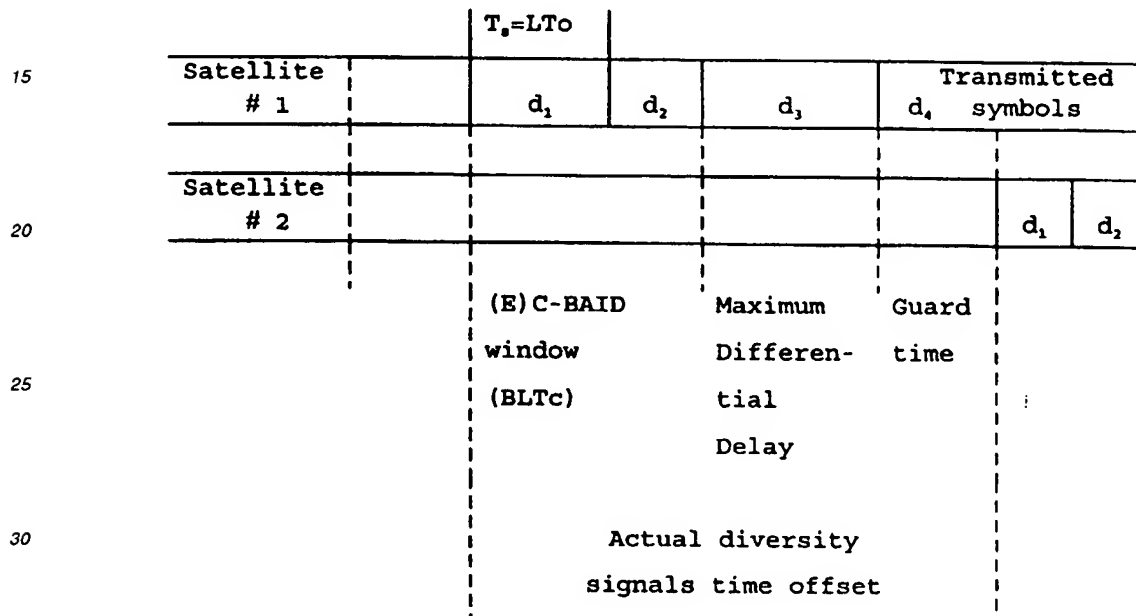 T₈=LTo
15 Satellite Transmitted
# 1 d₁ d₂ d₃ d₄ symbols
Satellite
20 # 2 d₁ d₂
(E)C-BAID Maximum Guard
window Differen- time
25 (BLTc) tial
Delay
30 Actual diversity
signals time offset